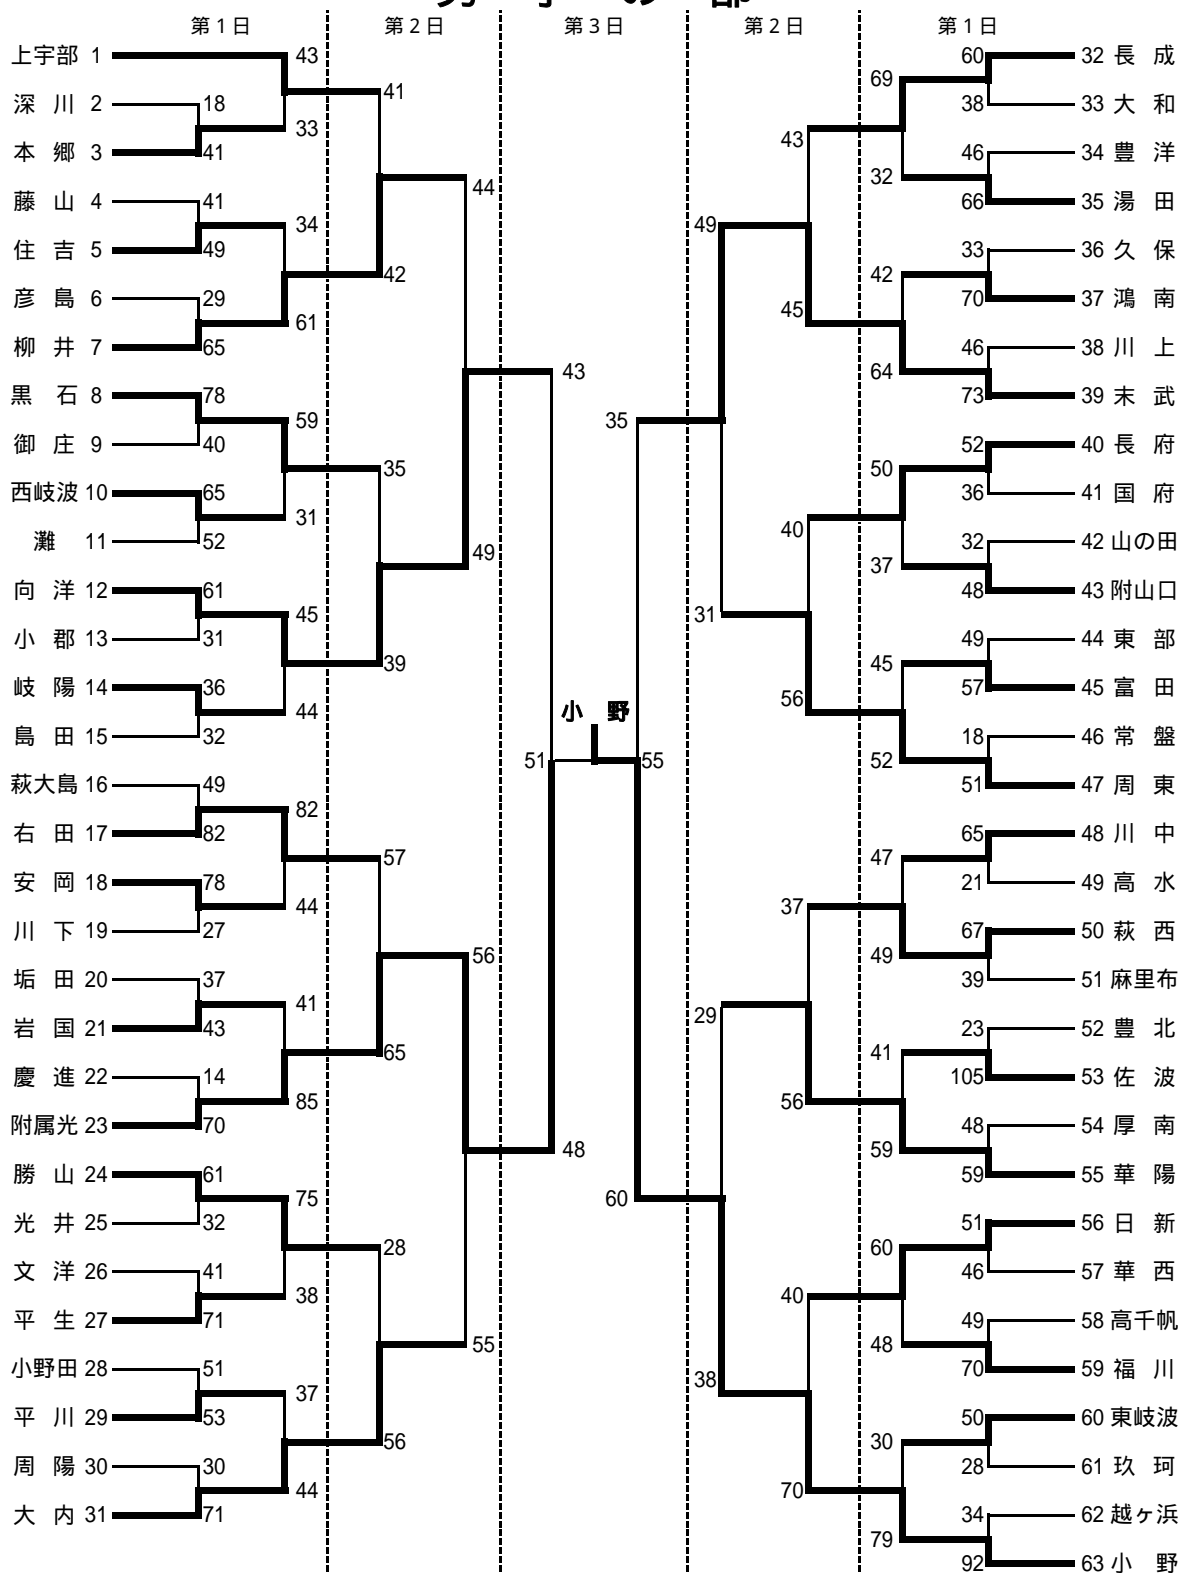 男子の部
第１日 第２日 第３日 第２日 第１日
上宇部 1 43
深川 2 18 41
33
本郷 3 41
藤山 4 41 44
34
住吉 5 49
42
彦島 6 29
61
柳井 7 65
43
黒石 8 78
59
御庄 9 40
35
西岐波 10 65
31
灘 11 52
49
向洋 12 61
45
小郡 13 31
39
岐陽 14 36
44
島田 15 32
51
萩大島 16 49
82
右田 17 82
57
安岡 18 78
44
川下 19 27
56
垢田 20 37
41
岩国 21 43
65
慶進 22 14
85
附属光 23 70
48
勝山 24 61
75
光井 25 32
28
文洋 26 41
38
平生 27 71
55
小野田 28 51
37
平川 29 53
56
周陽 30 30
44
大内 31 71
小野
55
60 32 長成
69
38 33 大和
43
46 34 豊洋
32
66 35 湯田
49
33 36 久保
42
70 37 鴻南
45
46 38 川上
64
73 39 末武
35
52 40 長府
50
36 41 国府
40
32 42 山の田
37
48 43 附山口
31
49 44 東部
45
57 45 富田
56
18 46 常盤
52
51 47 周東
65 48 川中
47
21 49 高水
37
67 50 萩西
49
39 51 麻里布
29
23 52 豊北
41
105 53 佐波
56
48 54 厚南
59
59 55 華陽
60
51 56 日新
60
46 57 華西
40
49 58 高千帆
48
70 59 福川
38
50 60 東岐波
30
28 61 玖珂
70
34 62 越ヶ浜
79
92 63 小野